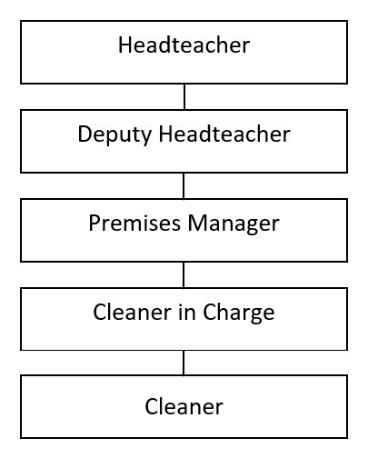 Headteacher
Deputy Headteacher
Premises Manager
Cleaner in Charge
Cleaner